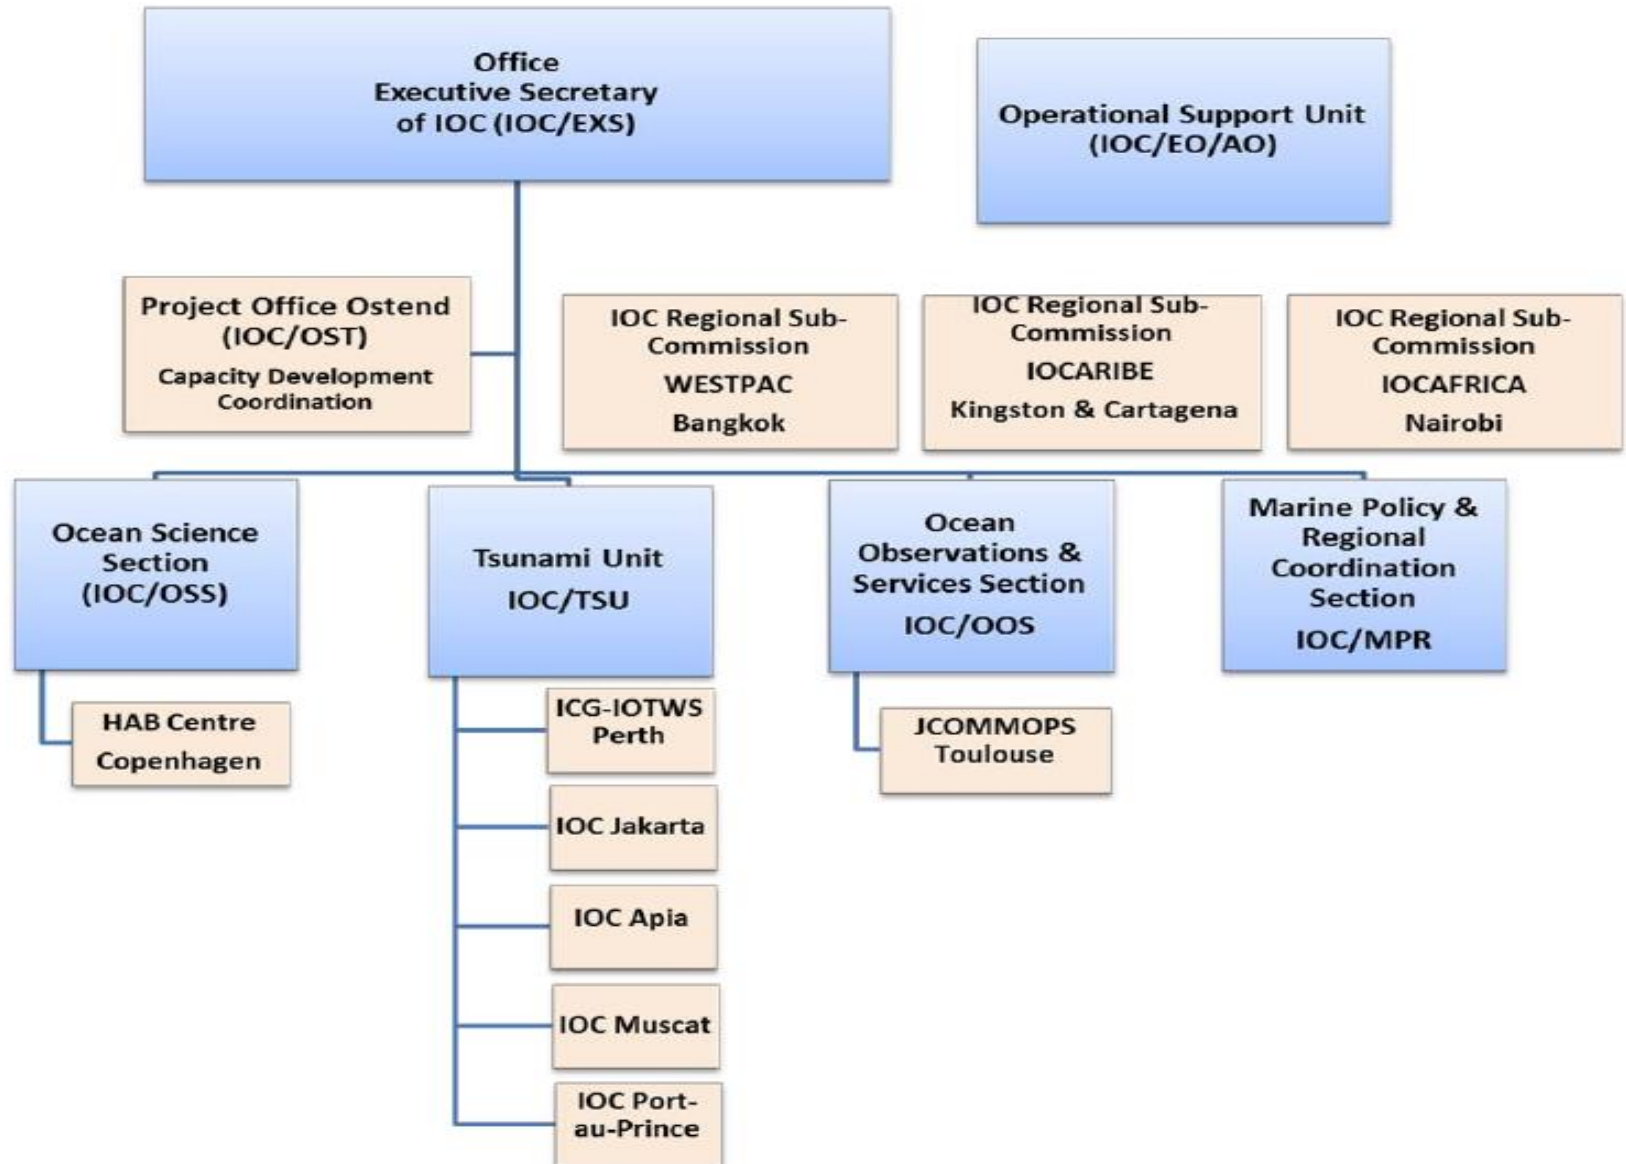 Office
Executive Secretary
of IOC (IOC/EXS)
Operational Support Unit
(IOC/EO/AO)
Project Office Ostend
(IOC/OST)
Capacity Development
Coordination
IOC Regional Sub-
Commission
WESTPAC
Bangkok
IOC Regional Sub-
Commission
IOCARIBE
Kingston & Cartagena
IOC Regional Sub-
Commission
IOCAFRICA
Nairobi
Ocean Science
Section
(IOC/OSS)
Tsunami Unit
IOC/TSU
Ocean
Observations &
Services Section
IOC/OOS
Marine Policy &
Regional
Coordination
Section
IOC/MPR
HAB Centre
Copenhagen
ICG-IOTWS
Perth
IOC Jakarta
IOC Apia
IOC Muscat
IOC Port-
au-Prince
JCOMMOPS
Toulouse